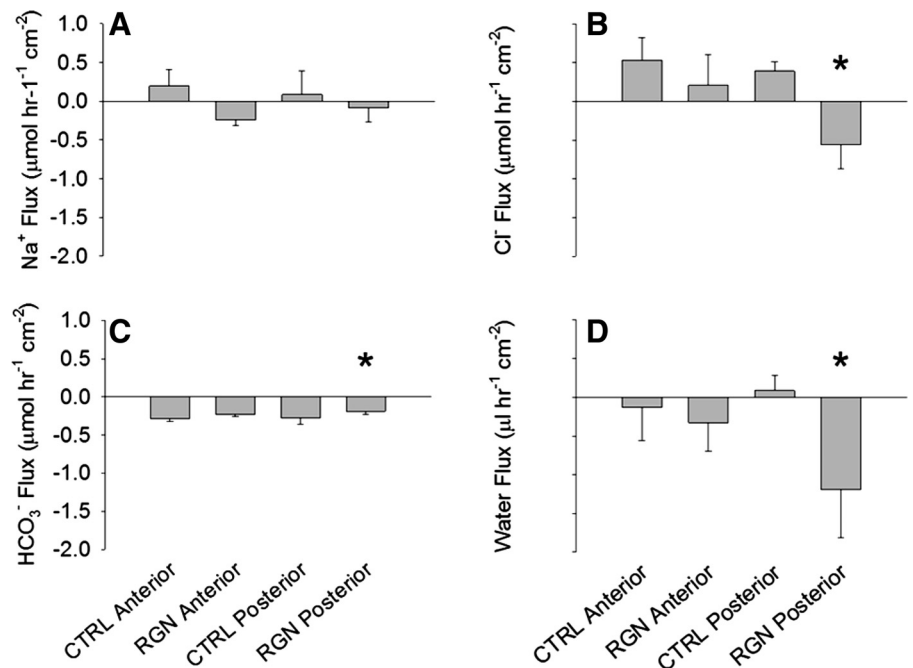 A
Na⁺ Flux (μmol hr-1⁻¹ cm⁻²)
1.0
0.5
0.0
-0.5
-1.0
-1.5
-2.0
B
*
Cl⁻ Flux (μmol hr⁻¹ cm⁻²)
C
*
HCO₃⁻ Flux (μmol hr⁻¹ cm⁻²)
1.0
0.5
0.0
-0.5
-1.0
-1.5
-2.0
CTRL Anterior
RGN Anterior
CTRL Posterior
RGN Posterior
D
*
Water Flux (μl hr⁻¹ cm⁻²)
CTRL Anterior
RGN Anterior
CTRL Posterior
RGN Posterior